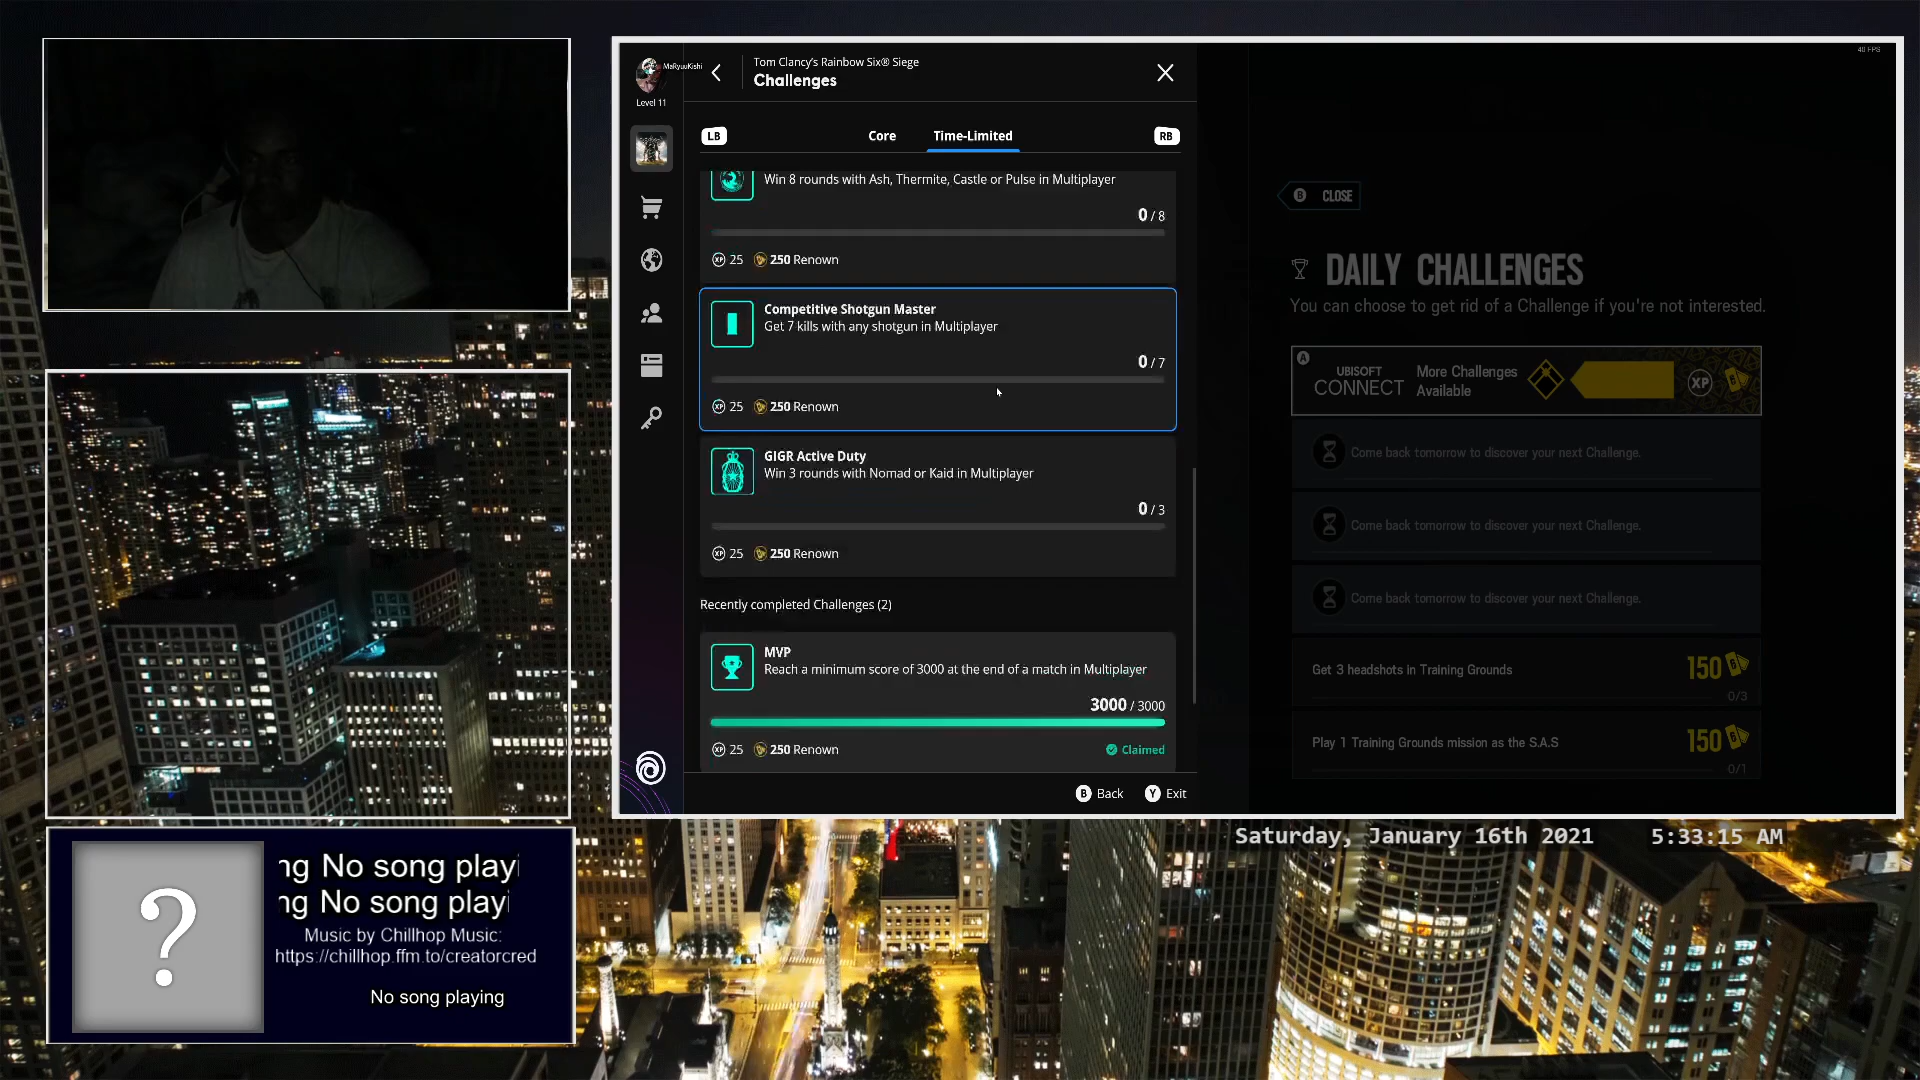 40 FPS
MaRyuuKishi
Level 11
Tom Clancy's Rainbow Six® Siege
Challenges
LB
Core
Time-Limited
RB
Win 8 rounds with Ash, Thermite, Castle or Pulse in Multiplayer
0 / 8
XP 25 250 Renown
Competitive Shotgun Master
Get 7 kills with any shotgun in Multiplayer
0 / 7
XP 25 250 Renown
GIGR Active Duty
Win 3 rounds with Nomad or Kaid in Multiplayer
0 / 3
XP 25 250 Renown
Recently completed Challenges (2)
MVP
Reach a minimum score of 3000 at the end of a match in Multiplayer
3000 / 3000
XP 25 250 Renown
Claimed
B Back Y Exit
B CLOSE
DAILY CHALLENGES
You can choose to get rid of a Challenge if you're not interested.
A
UBISOFT
CONNECT
More Challenges
Available
XP
Come back tomorrow to discover your next Challenge.
Come back tomorrow to discover your next Challenge.
Come back tomorrow to discover your next Challenge.
Get 3 headshots in Training Grounds
150
0/3
Play 1 Training Grounds mission as the S.A.S
150
0/1
Saturday, January 16th 2021 5:33:15 AM
?
ng No song playi
ng No song playi
Music by Chillhop Music:
https://chillhop.ffm.to/creatorcred
No song playing